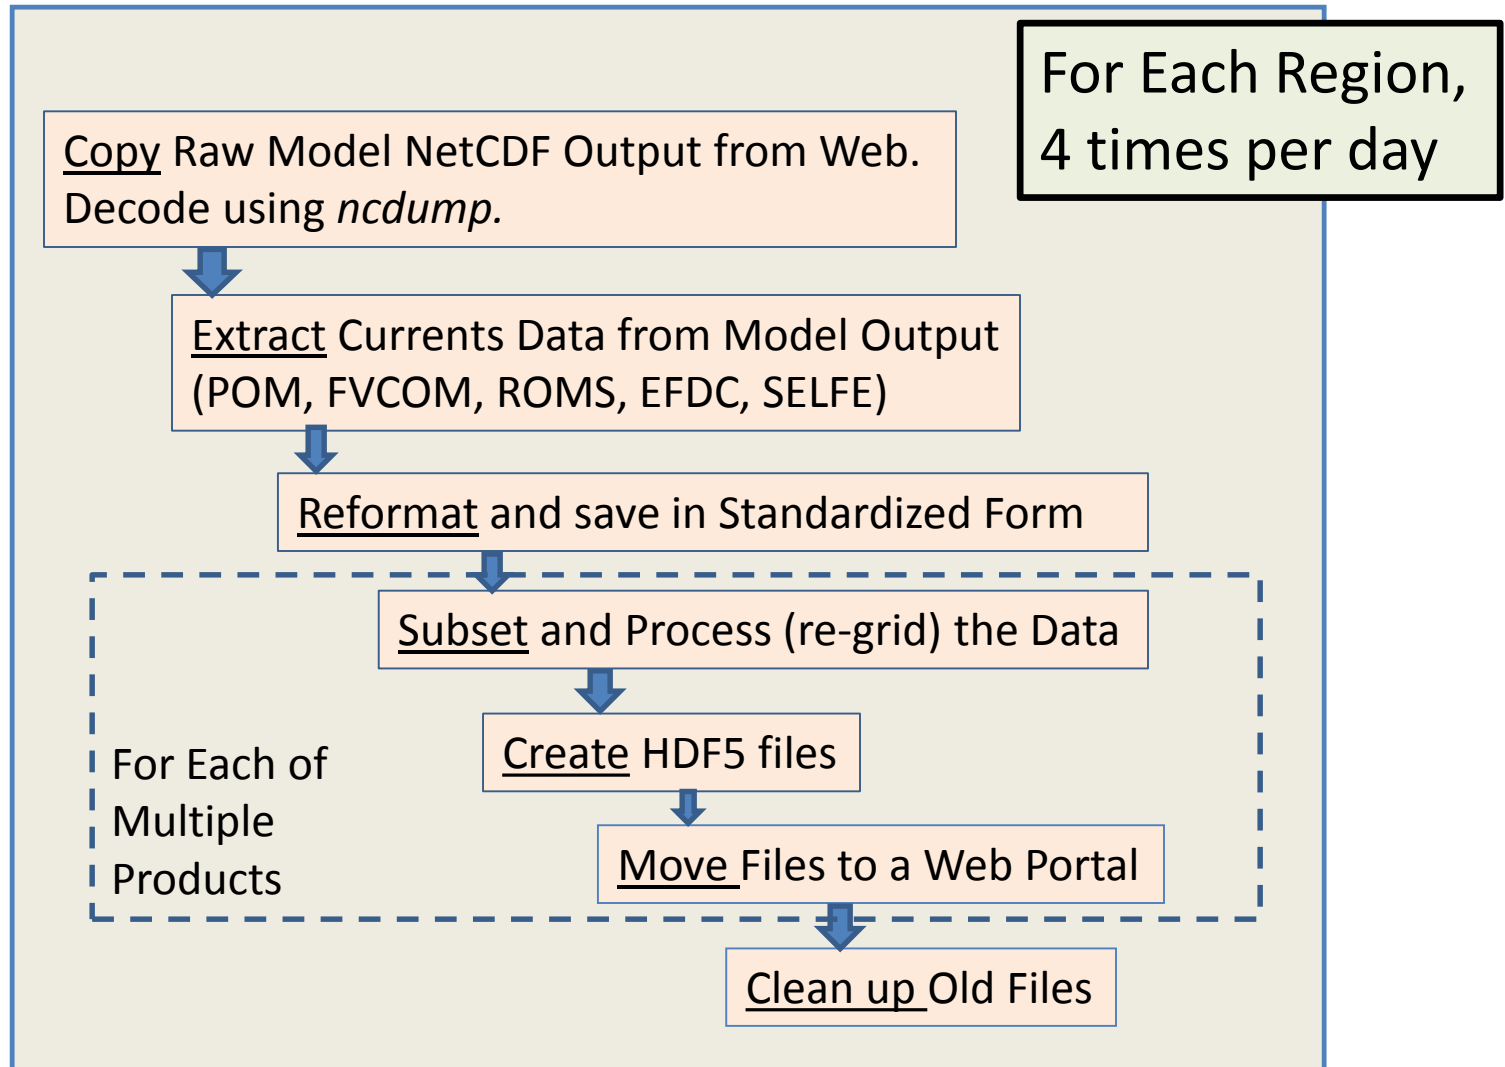 For Each Region,
4 times per day
Copy Raw Model NetCDF Output from Web.
Decode using ncdump.
Extract Currents Data from Model Output
(POM, FVCOM, ROMS, EFDC, SELFE)
Reformat and save in Standardized Form
Subset and Process (re-grid) the Data
Create HDF5 files
For Each of
Multiple
Products
Move Files to a Web Portal
Clean up Old Files